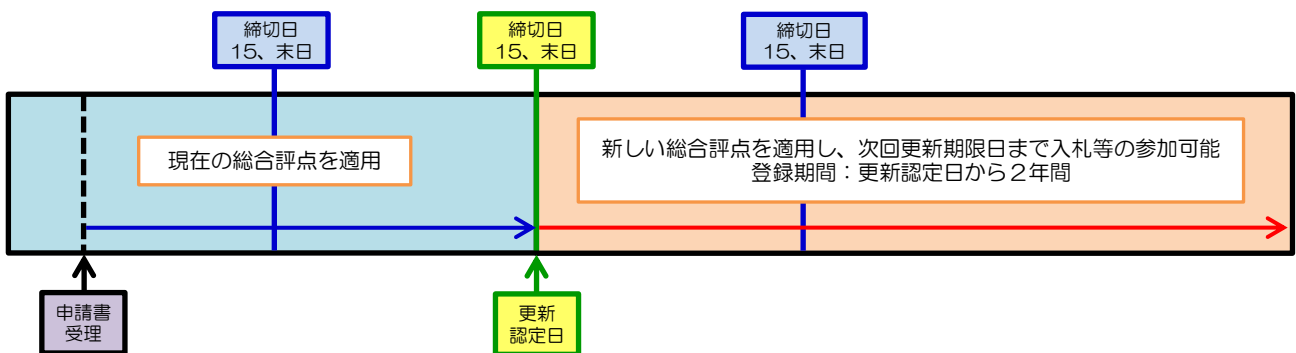 締切日
15、末日
締切日
15、末日
締切日
15、末日
現在の総合評点を適用
新しい総合評点を適用し、次回更新期限日まで入札等の参加可能
登録期間：更新認定日から２年間
申請書
受理
更新
認定日